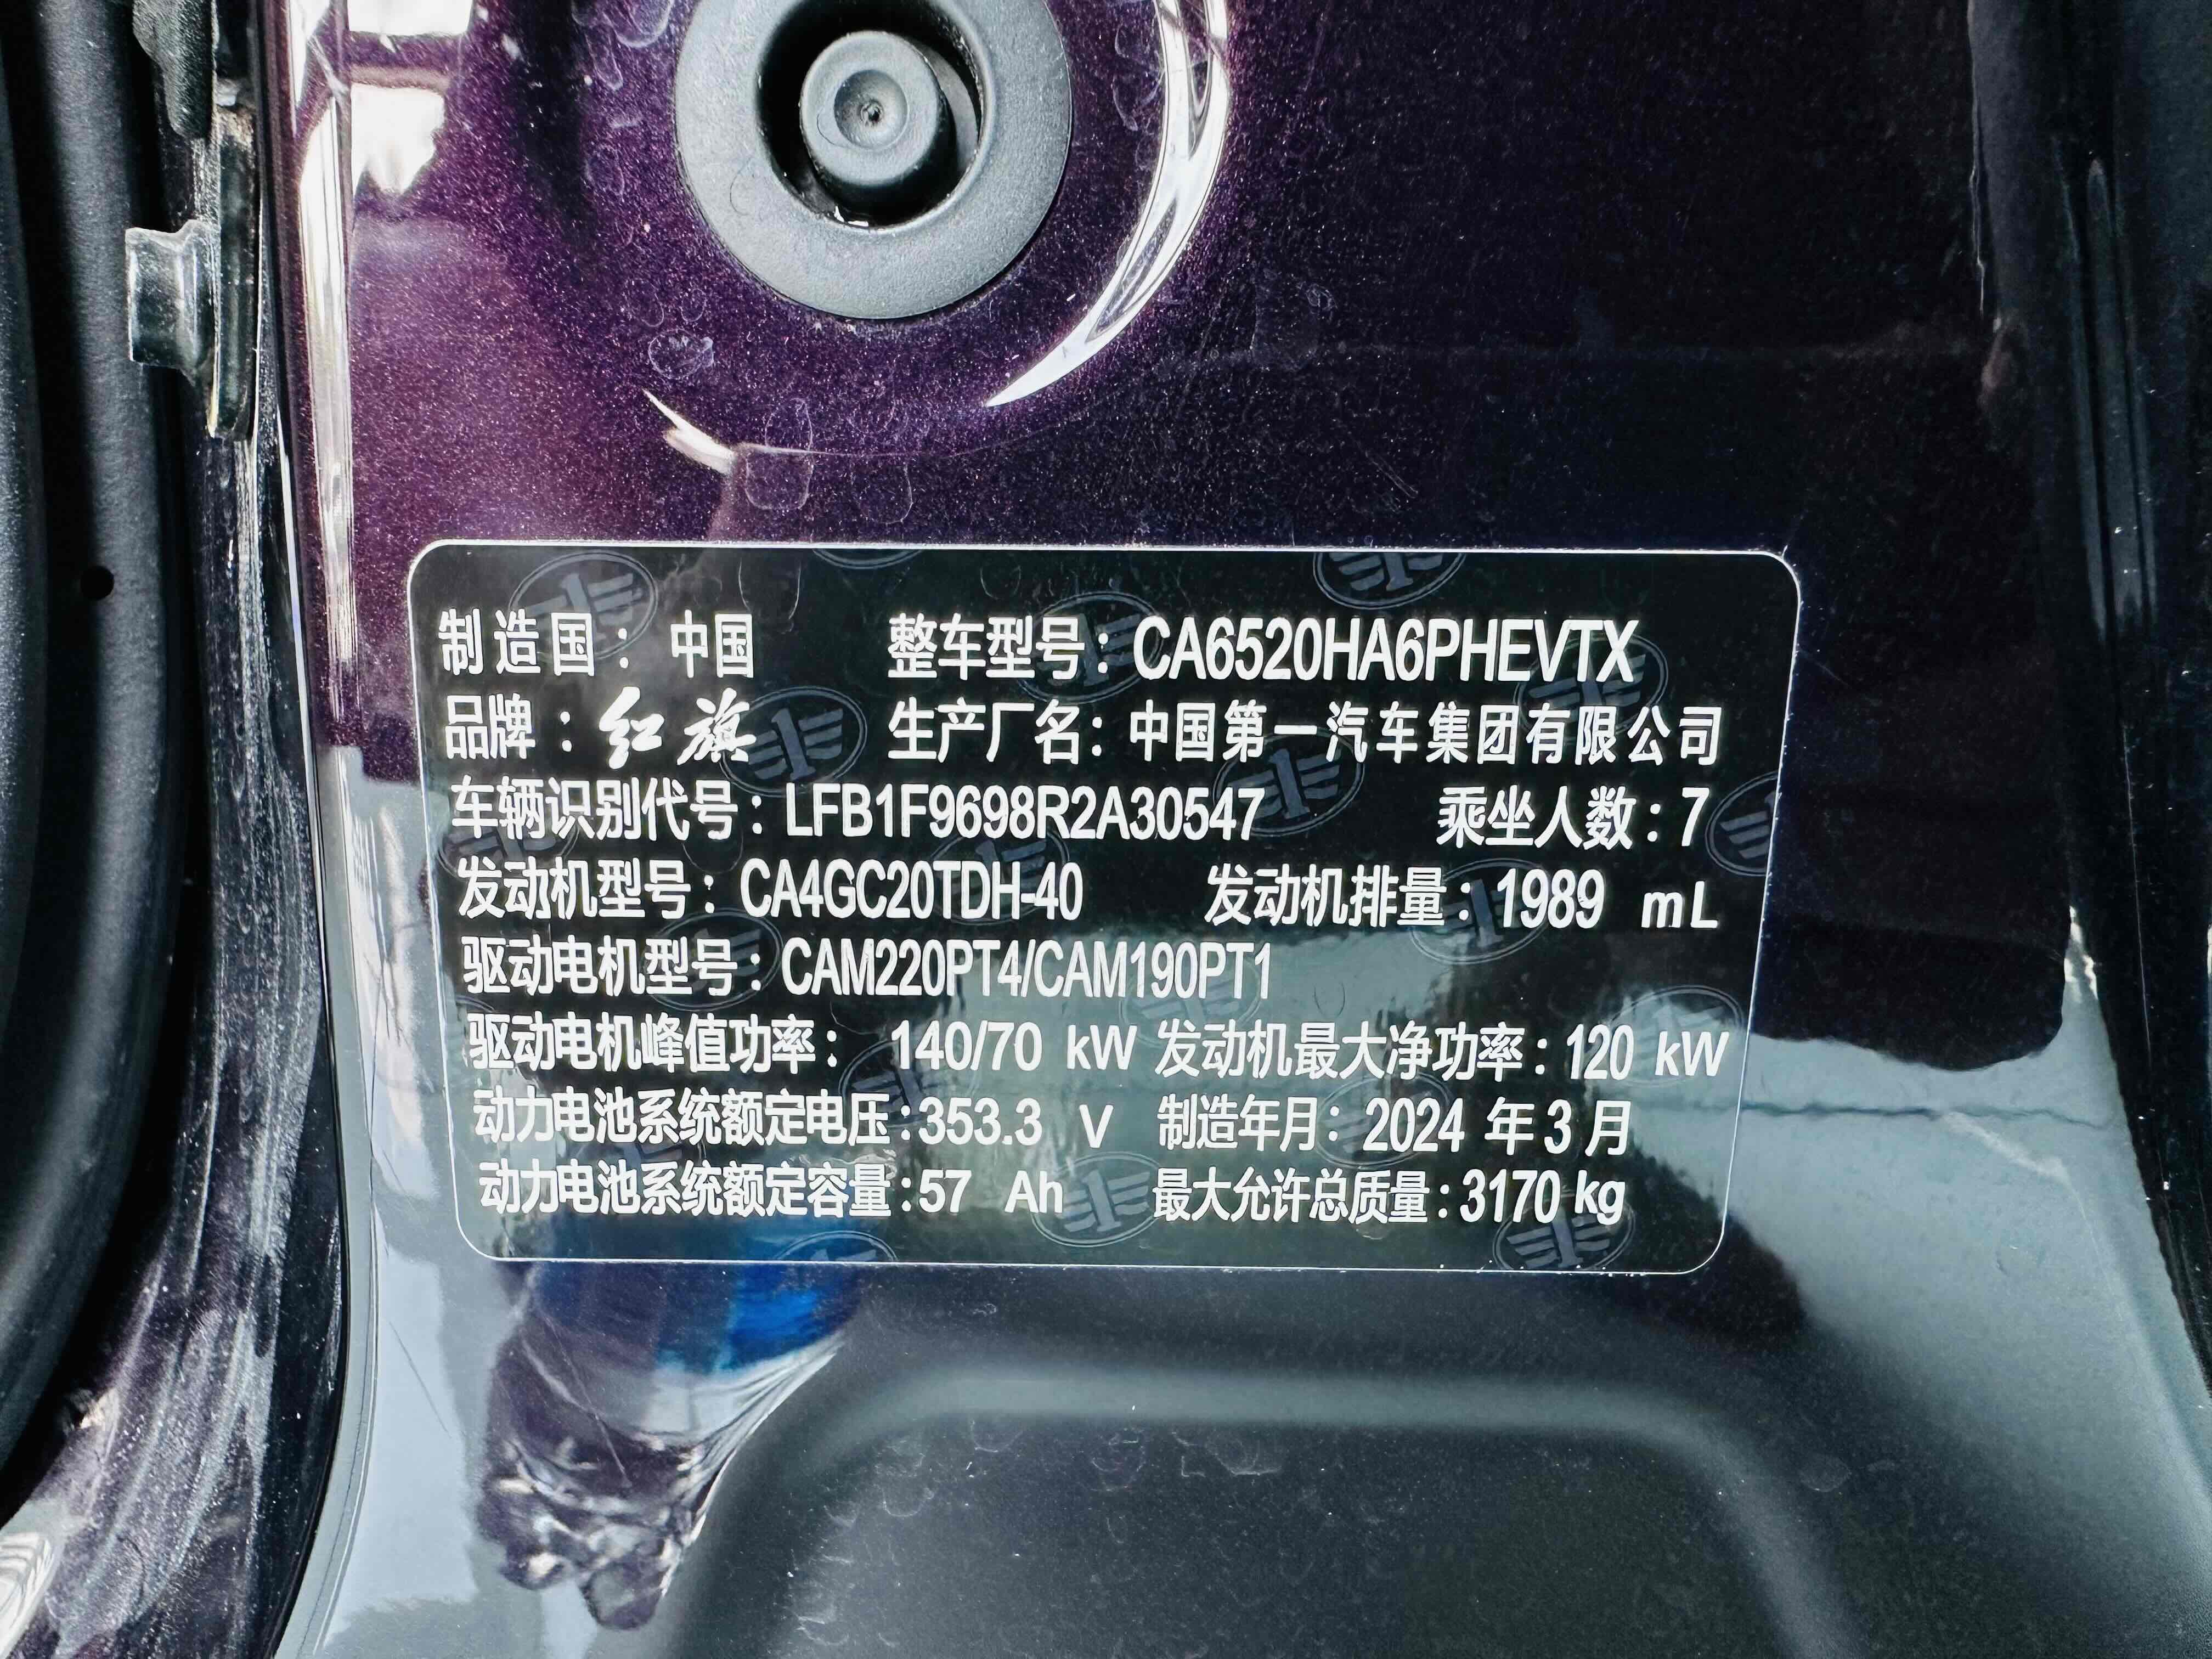 制造国：中国 整车型号：CA6520HA6PHEVTX
品牌：红旗 生产厂名：中国第一汽车集团有限公司
车辆识别代号：LFB1F9698R2A30547 乘坐人数：7
发动机型号：CA4GC20TDH-40 发动机排量：1989 mL
驱动电机型号：CAM220PT4/CAM190PT1
驱动电机峰值功率： 140/70 kW 发动机最大净功率：120 kW
动力电池系统额定电压：353.3 V 制造年月：2024 年 3 月
动力电池系统额定容量：57 Ah 最大允许总质量：3170 kg